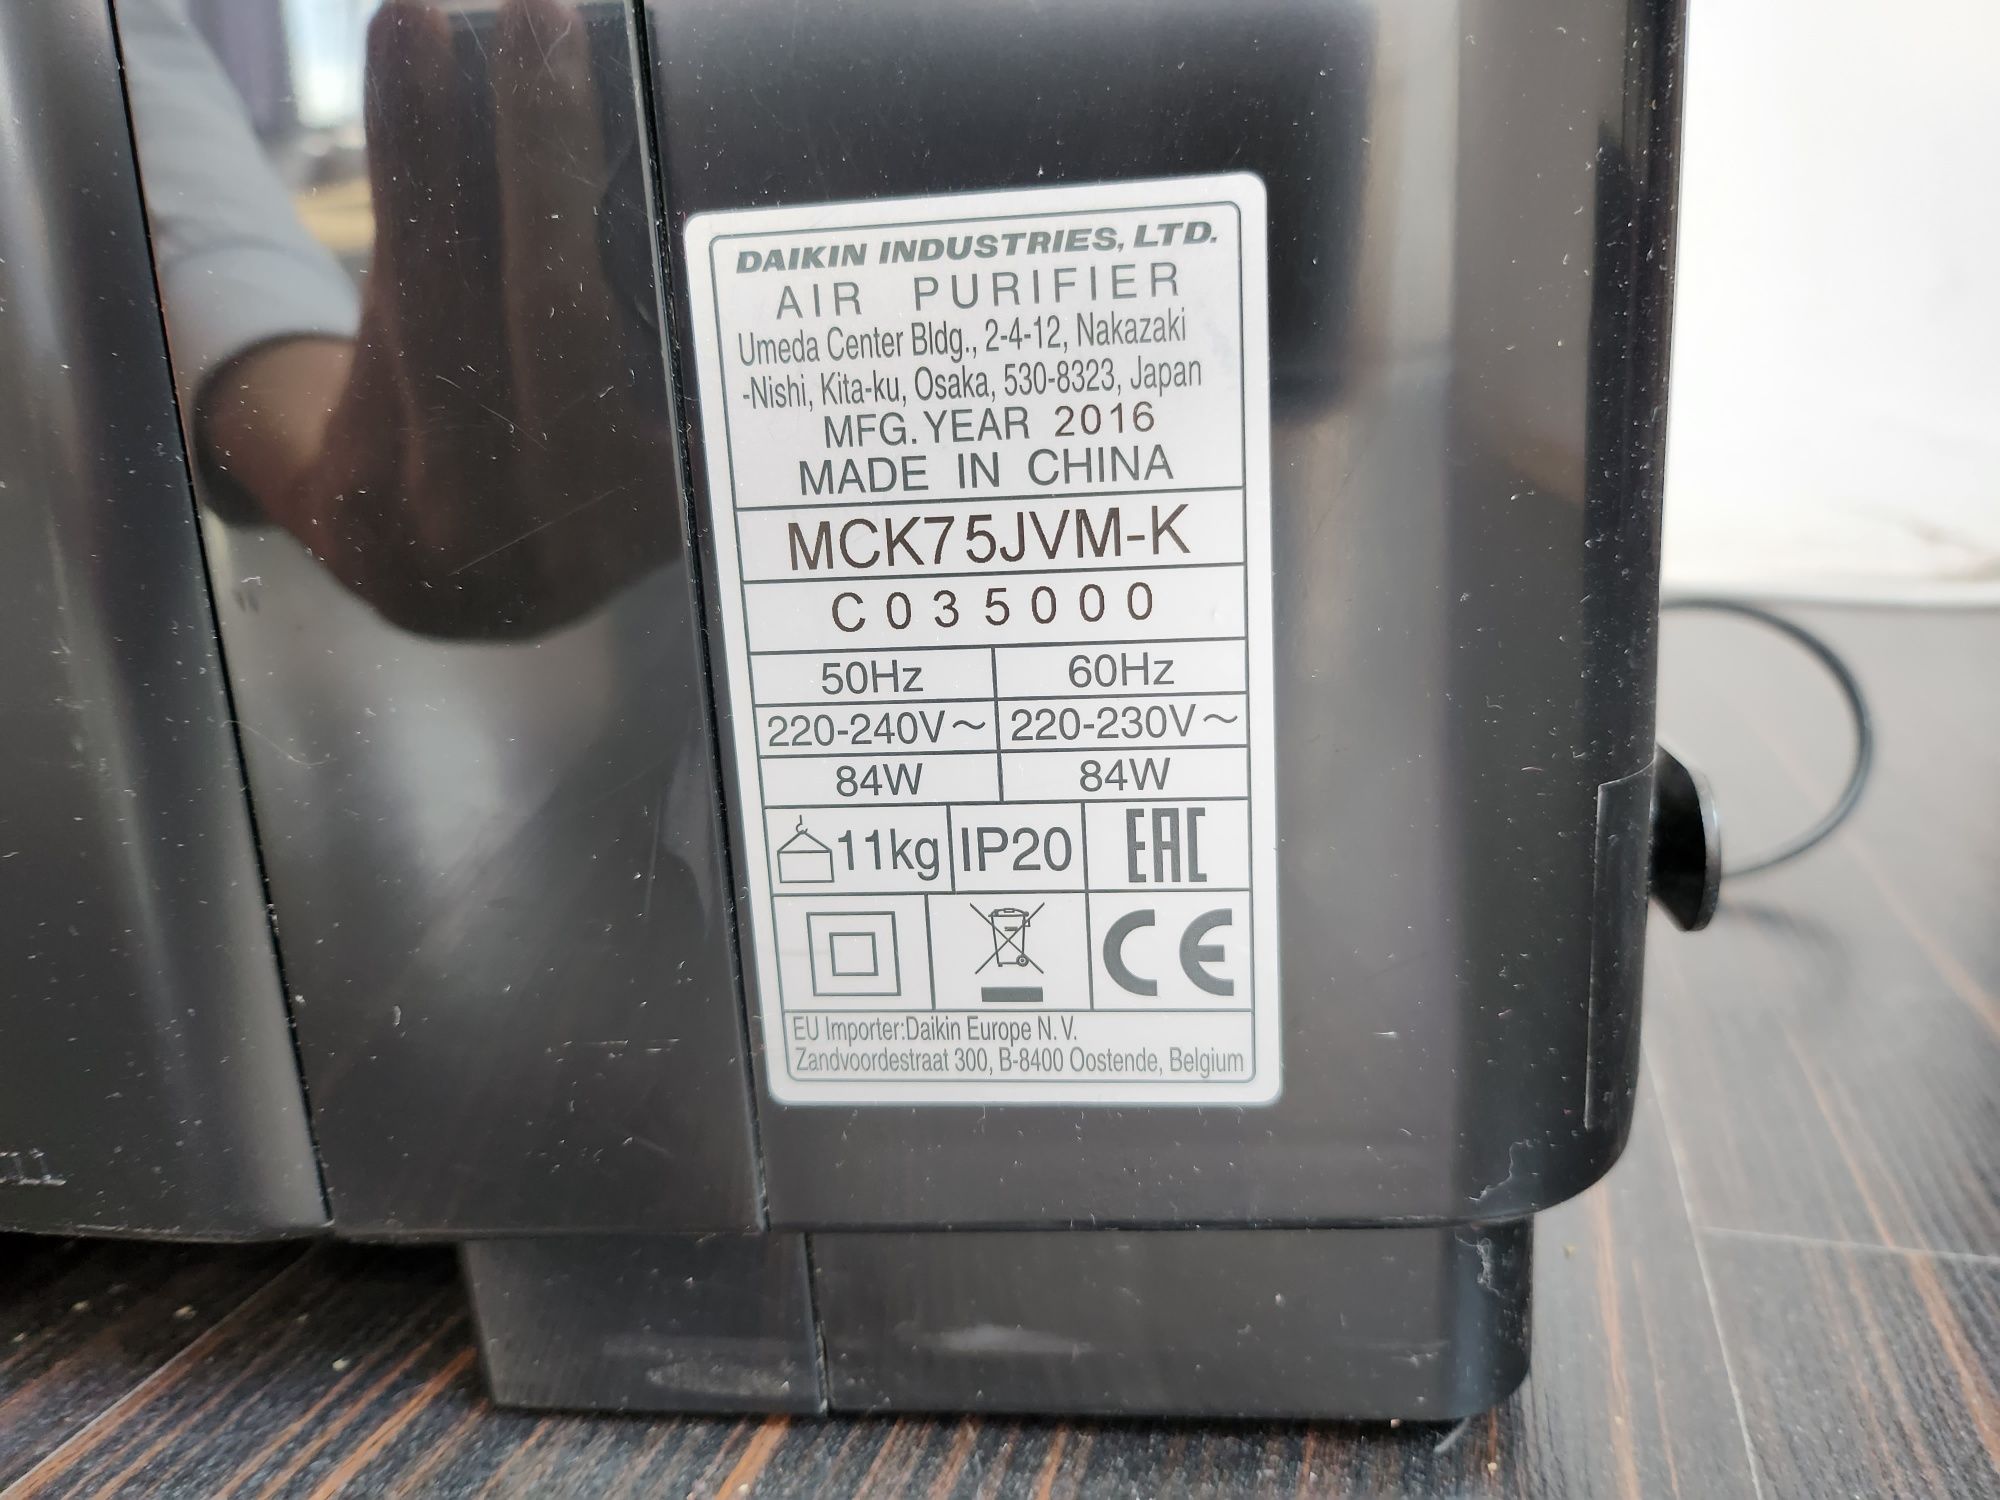 DAIKIN INDUSTRIES, LTD.
AIR PURIFIER
Umeda Center Bldg., 2-4-12, Nakazaki
-Nishi, Kita-ku, Osaka, 530-8323, Japan
MFG. YEAR 2016
MADE IN CHINA
MCK75JVM-K
C035000
50Hz 60Hz
220-240V～ 220-230V～
84W 84W
11kg IP20 EAC
CE
EU Importer:Daikin Europe N. V.
Zandvoordestraat 300, B-8400 Oostende, Belgium